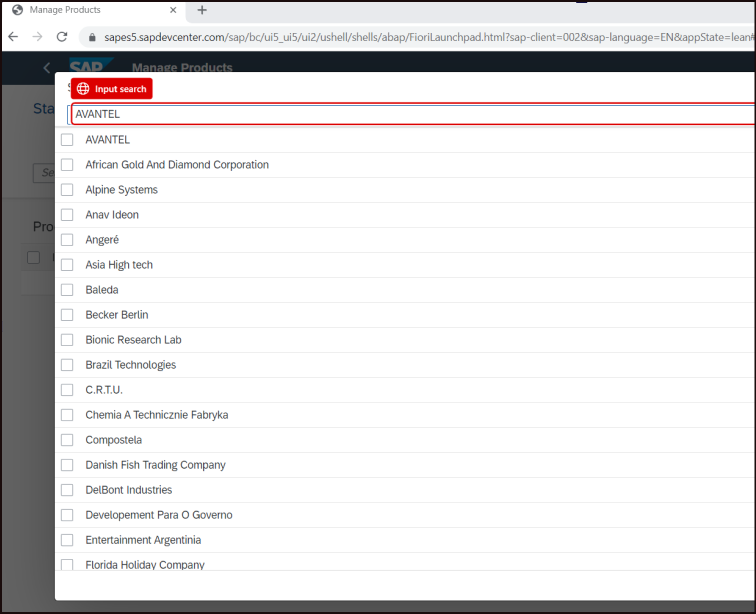 Manage Products
sapes5.sapdevcenter.com/sap/bc/ui5_ui5/ui2/ushell/shells/abap/FioriLaunchpad.html?sap-client=002&sap-language=EN&appState=lean#
SAP
Manage Products
Input search
Sta
AVANTEL
AVANTEL
African Gold And Diamond Corporation
Se
Alpine Systems
Anav Ideon
Pro
Angeré
Asia High tech
Baleda
Becker Berlin
Bionic Research Lab
Brazil Technologies
C.R.T.U.
Chemia A Technicznie Fabryka
Compostela
Danish Fish Trading Company
DelBont Industries
Developement Para O Governo
Entertainment Argentinia
Florida Holiday Company